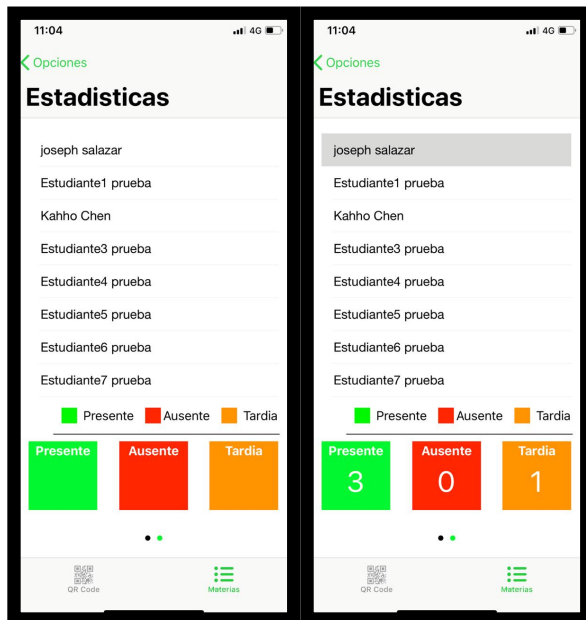 11:04 4G
Opciones
Estadisticas
joseph salazar
Estudiante1 prueba
Kahho Chen
Estudiante3 prueba
Estudiante4 prueba
Estudiante5 prueba
Estudiante6 prueba
Estudiante7 prueba
Presente Ausente Tardia
Presente Ausente Tardia
QR Code Materias
11:04 4G
Opciones
Estadisticas
joseph salazar
Estudiante1 prueba
Kahho Chen
Estudiante3 prueba
Estudiante4 prueba
Estudiante5 prueba
Estudiante6 prueba
Estudiante7 prueba
Presente Ausente Tardia
Presente Ausente Tardia
3 0 1
QR Code Materias